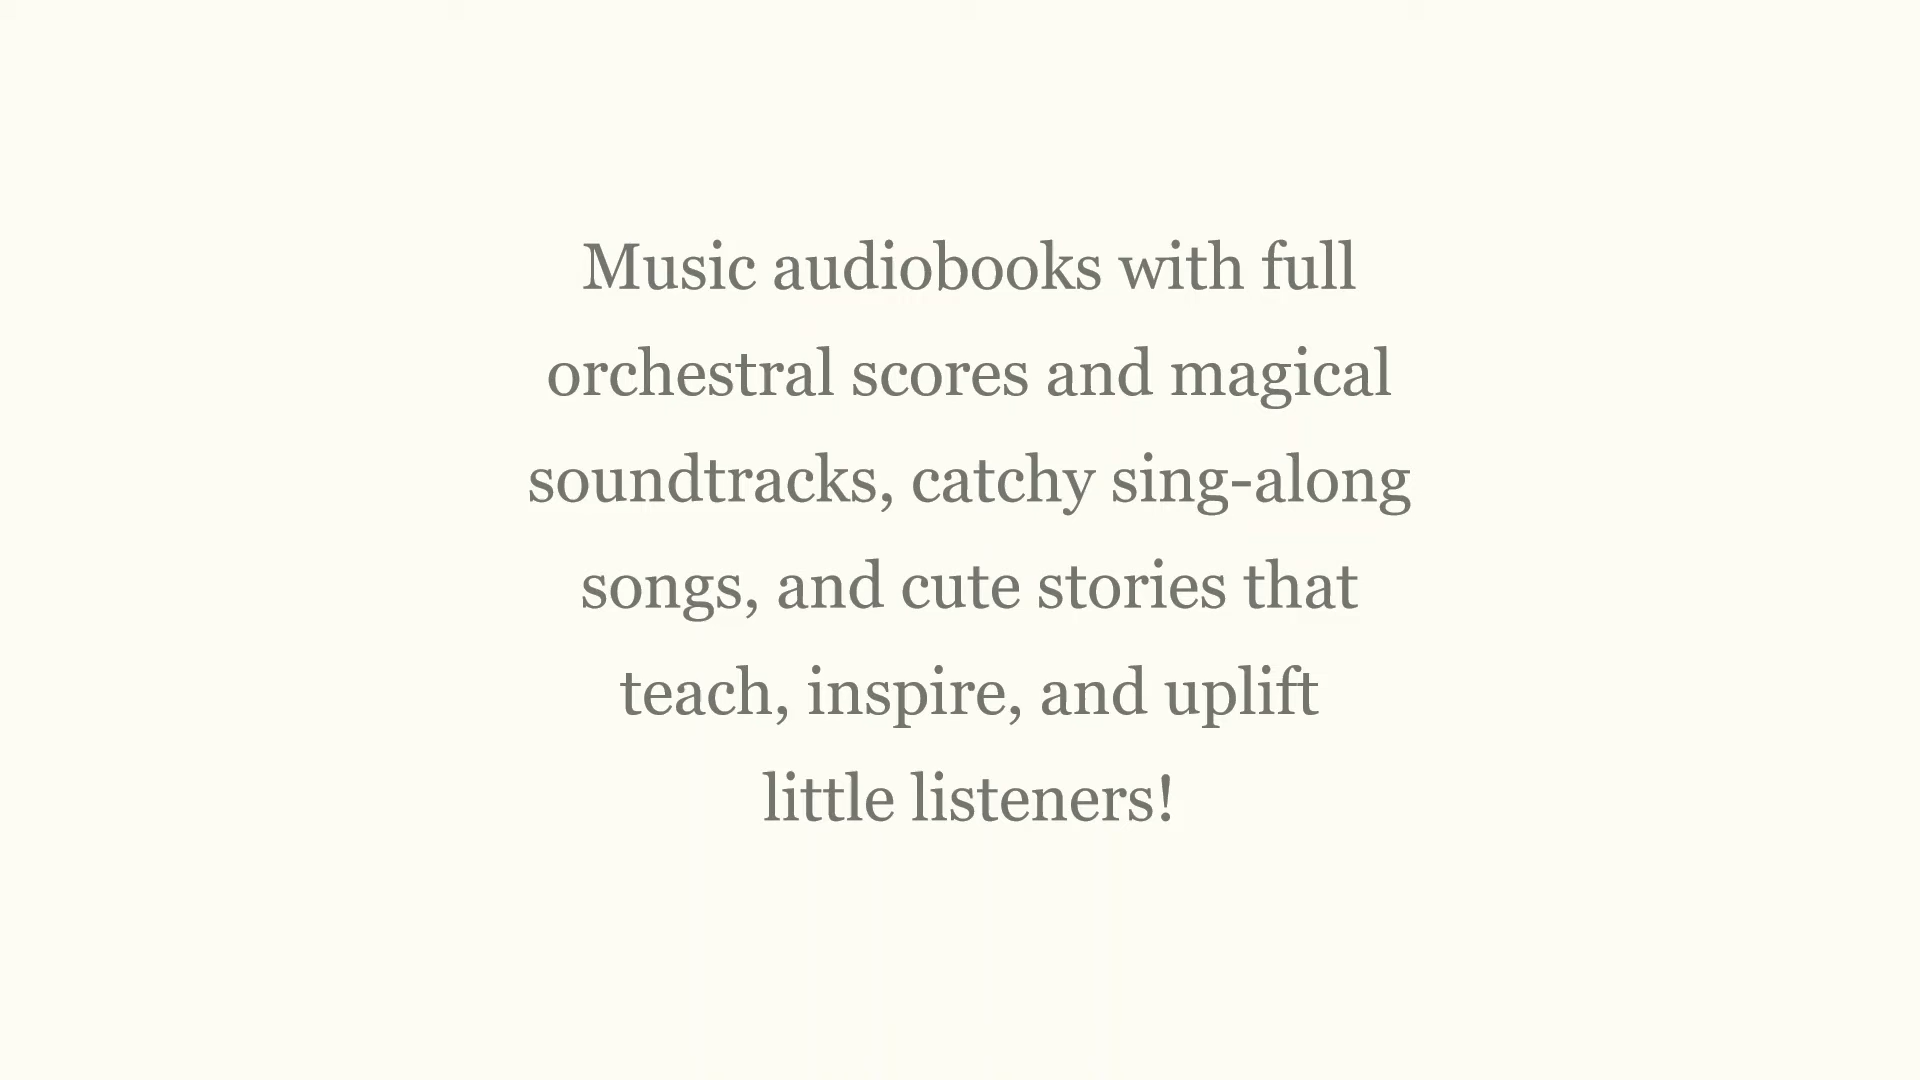 Music audiobooks with full
orchestral scores and magical
soundtracks, catchy sing-along
songs, and cute stories that
teach, inspire, and uplift
little listeners!